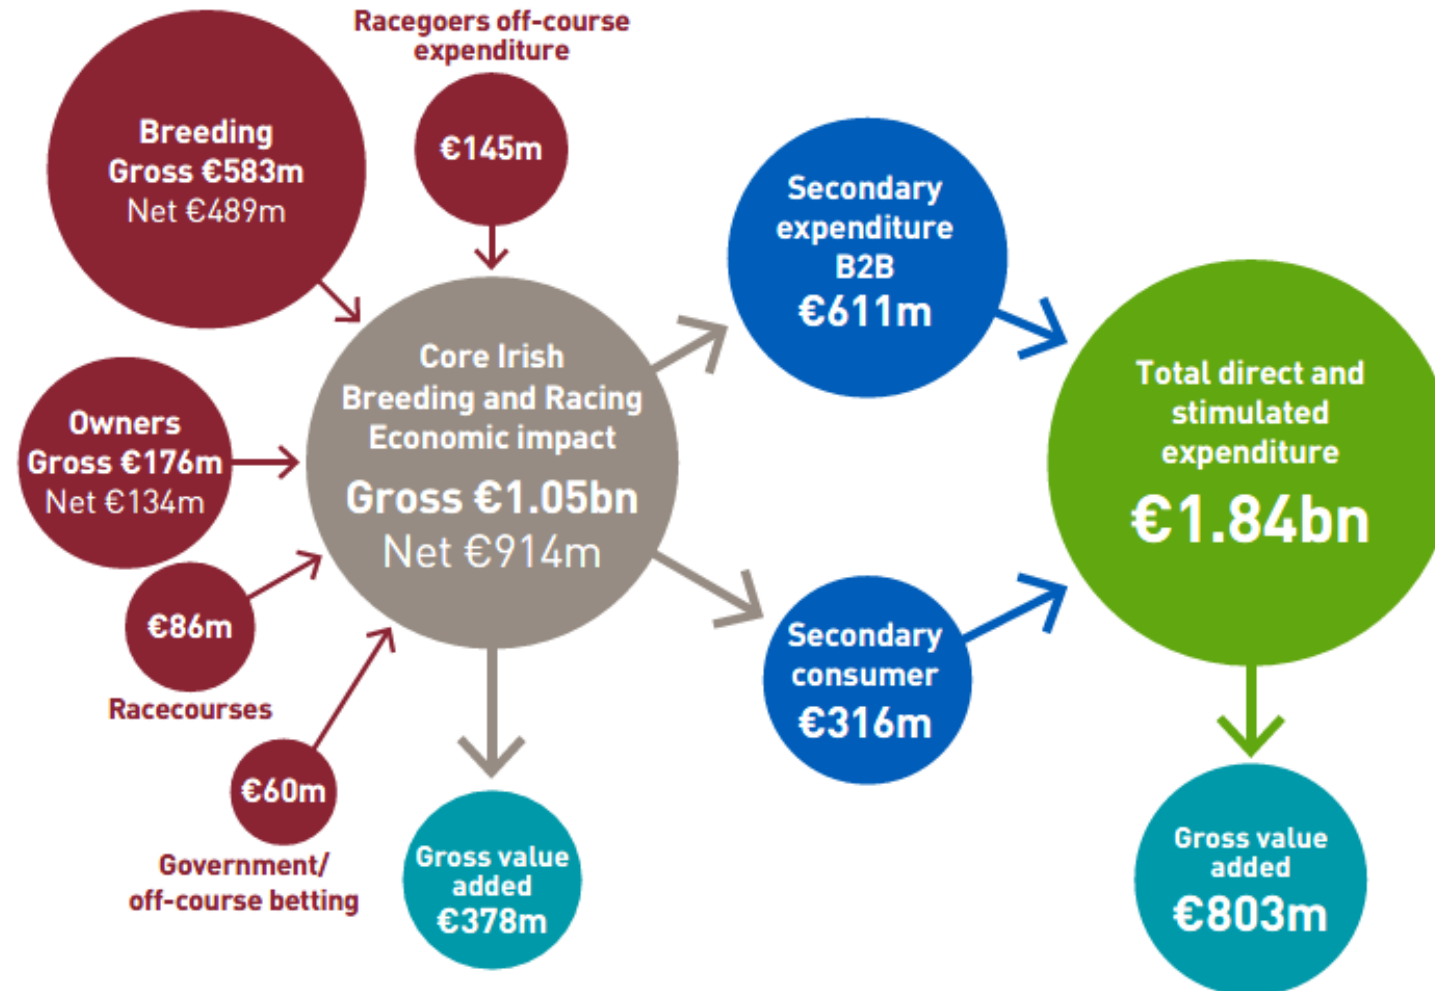 Racegoers off-course
expenditure
€145m
Breeding
Gross €583m
Net €489m
Owners
Gross €176m
Net €134m
€86m
Racecourses
€60m
Government/
off-course betting
Core Irish
Breeding and Racing
Economic impact
Gross €1.05bn
Net €914m
Gross value
added
€378m
Secondary
expenditure
B2B
€611m
Secondary
consumer
€316m
Total direct and
stimulated
expenditure
€1.84bn
Gross value
added
€803m